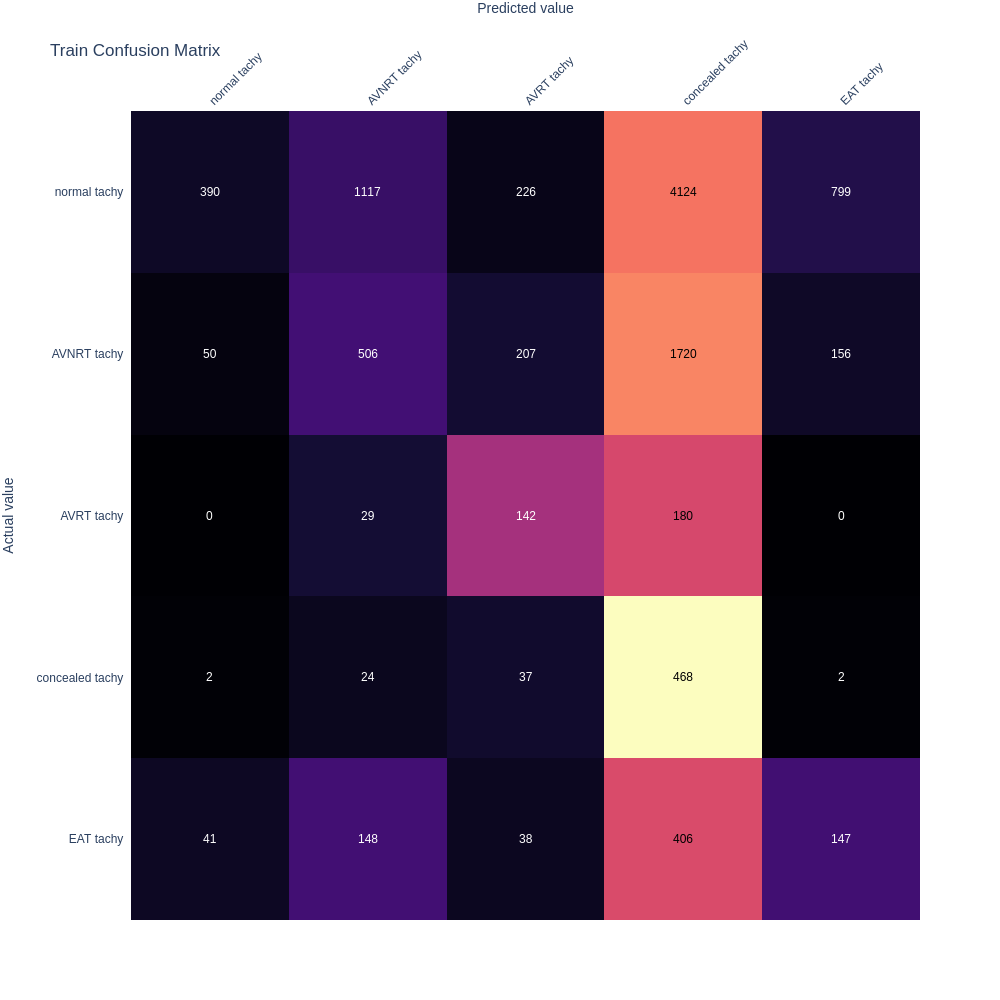 Predicted value
Train Confusion Matrix
normal tachy
AVNRT tachy
AVRT tachy
concealed tachy
EAT tachy
normal tachy 390 1117 226 4124 799
AVNRT tachy 50 506 207 1720 156
AVRT tachy 0 29 142 180 0
concealed tachy 2 24 37 468 2
EAT tachy 41 148 38 406 147
Actual value